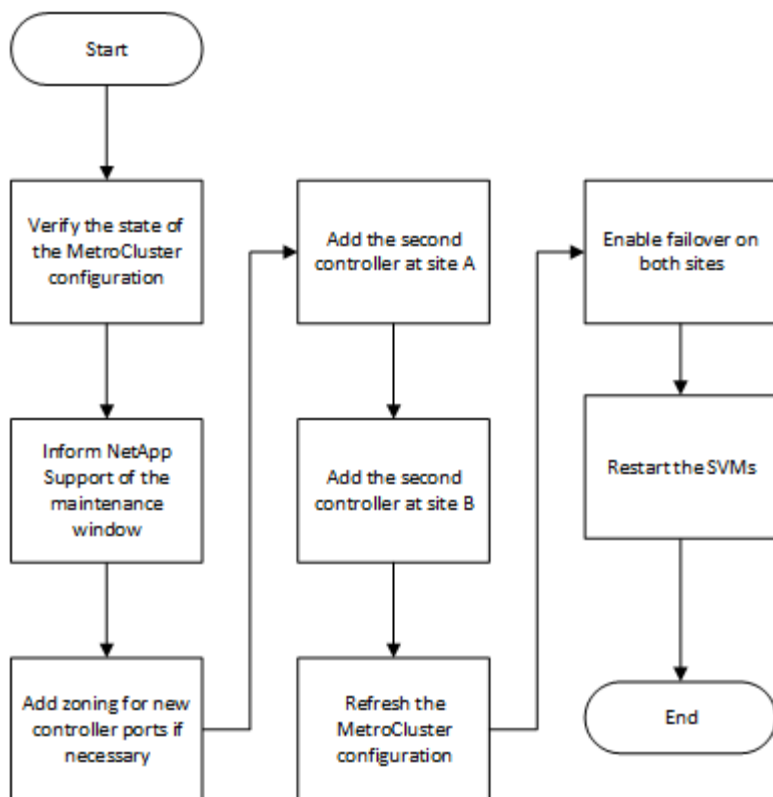 Start
Verify the state of
the MetroCluster
configuration
Inform NetApp
Support of the
maintenance
window
Add zoning for new
controller ports if
necessary
Add the second
controller at site A
Add the second
controller at site B
Refresh the
MetroCluster
configuration
Enable failover on
both sites
Restart the SVMs
End